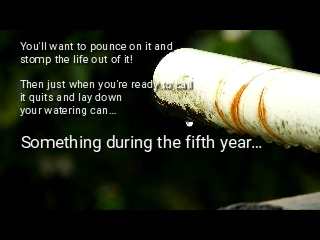 You'll want to pounce on it and
stomp the life out of it!
Then just when you're ready to call
it quits and lay down
your watering can...
Something during the fifth year...